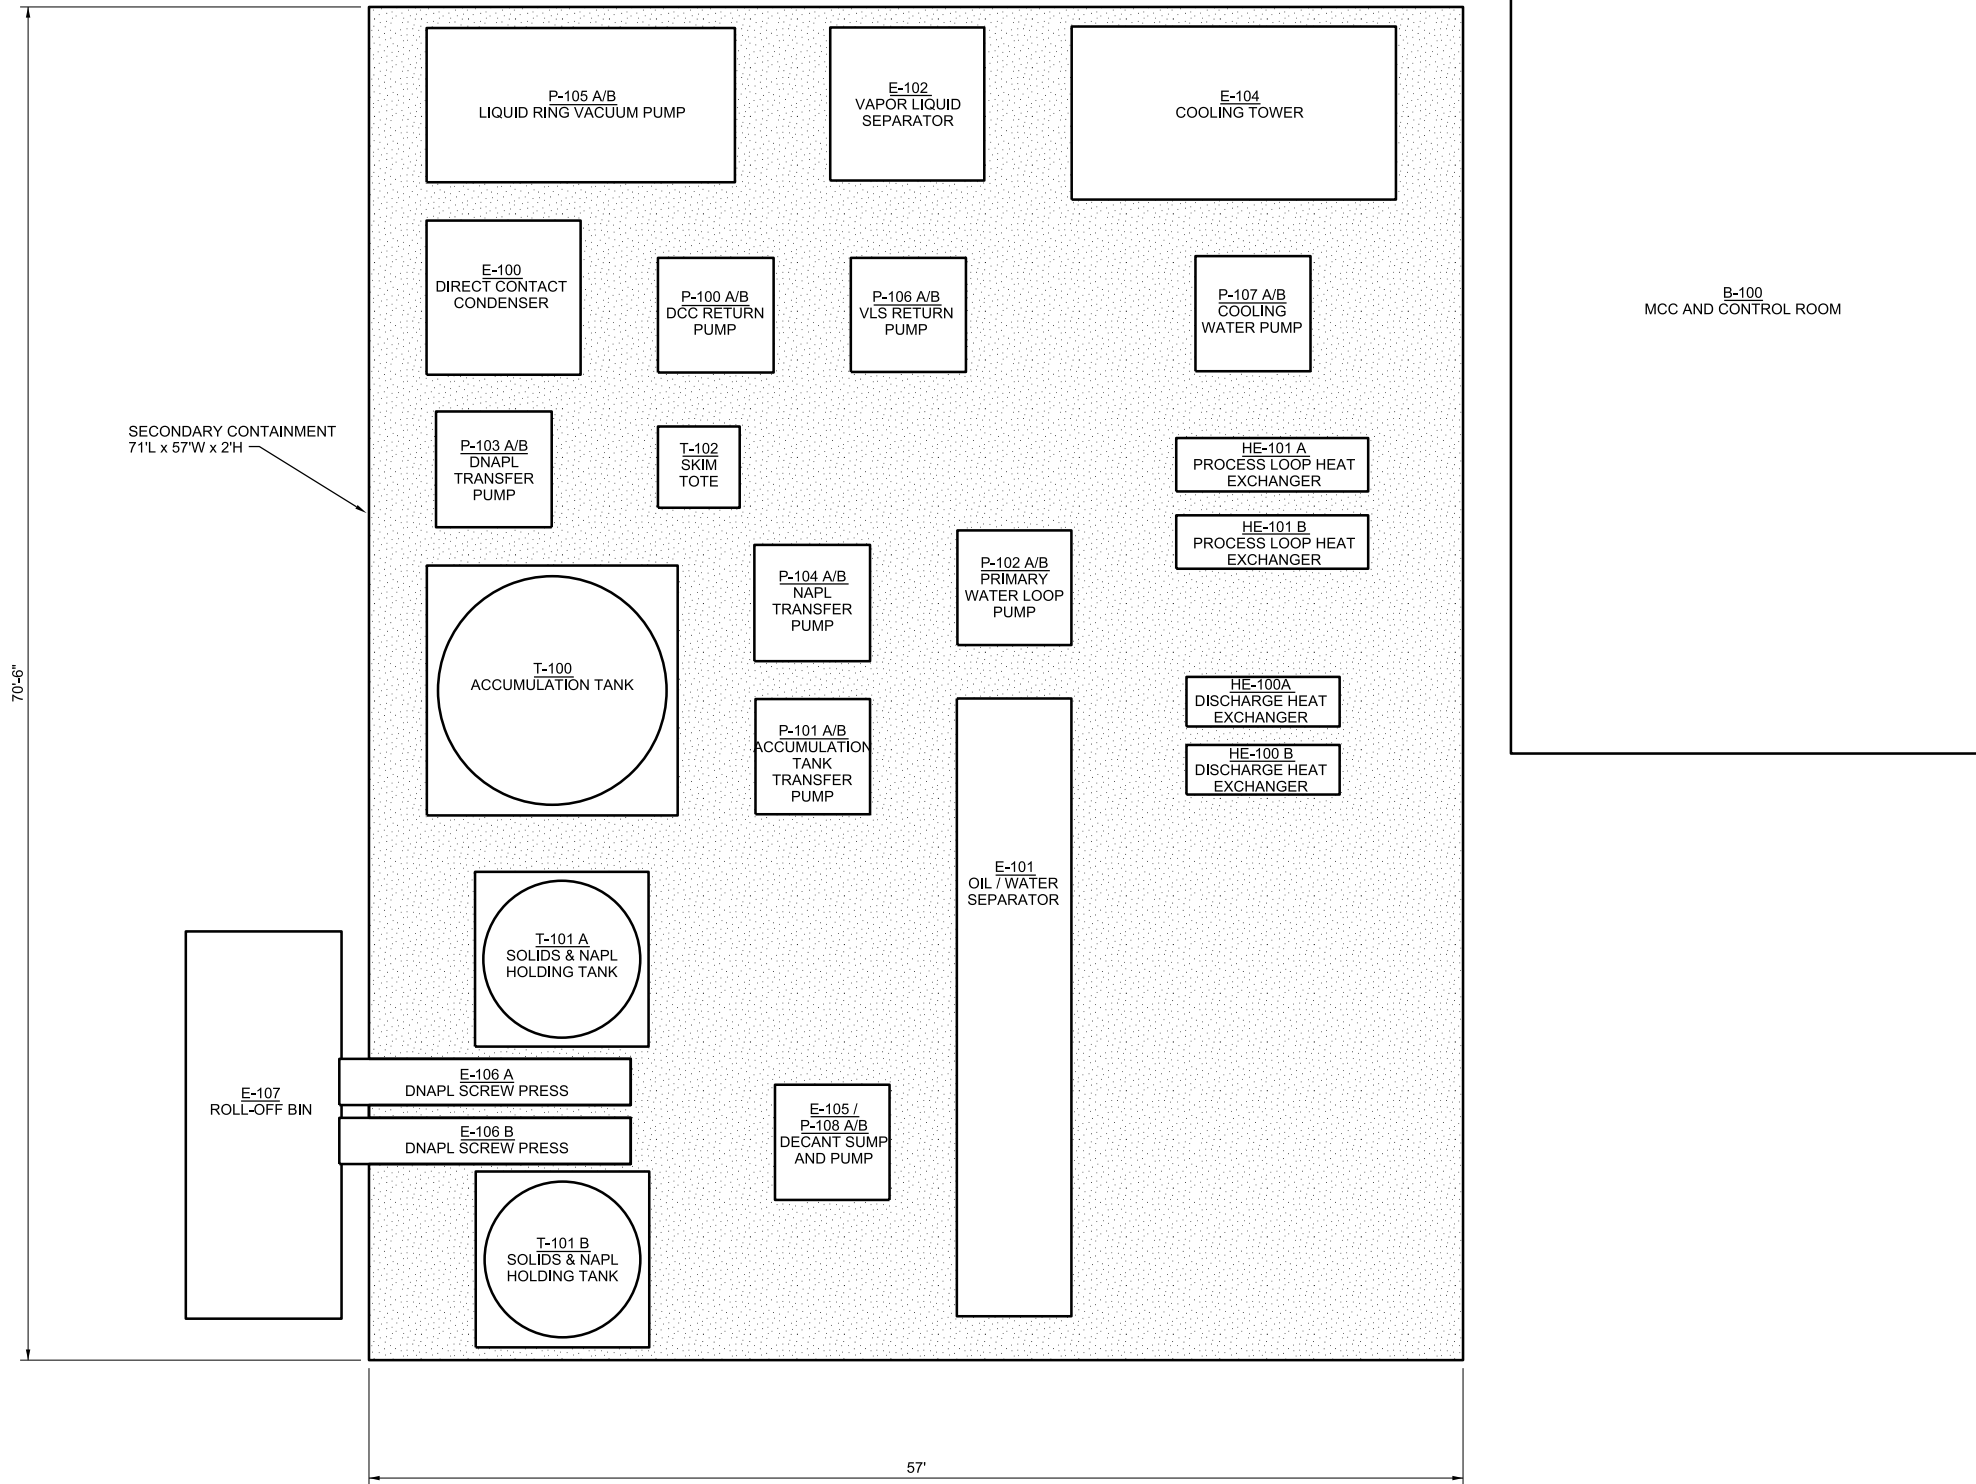 P-105 A/B
LIQUID RING VACUUM PUMP
E-102
VAPOR LIQUID
SEPARATOR
E-104
COOLING TOWER
E-100
DIRECT CONTACT
CONDENSER
P-100 A/B
DCC RETURN
PUMP
P-106 A/B
VLS RETURN
PUMP
P-107 A/B
COOLING
WATER PUMP
B-100
MCC AND CONTROL ROOM
SECONDARY CONTAINMENT
71'L x 57'W x 2'H
P-103 A/B
DNAPL
TRANSFER
PUMP
T-102
SKIM
TOTE
HE-101 A
PROCESS LOOP HEAT
EXCHANGER
HE-101 B
PROCESS LOOP HEAT
EXCHANGER
P-104 A/B
NAPL
TRANSFER
PUMP
P-102 A/B
PRIMARY
WATER LOOP
PUMP
70'-6"
T-100
ACCUMULATION TANK
HE-100A
DISCHARGE HEAT
EXCHANGER
P-101 A/B
ACCUMULATION
TANK
TRANSFER
PUMP
HE-100 B
DISCHARGE HEAT
EXCHANGER
E-101
OIL / WATER
SEPARATOR
T-101 A
SOLIDS & NAPL
HOLDING TANK
E-107
ROLL-OFF BIN
E-106 A
DNAPL SCREW PRESS
E-106 B
DNAPL SCREW PRESS
E-105 /
P-108 A/B
DECANT SUMP
AND PUMP
T-101 B
SOLIDS & NAPL
HOLDING TANK
57'